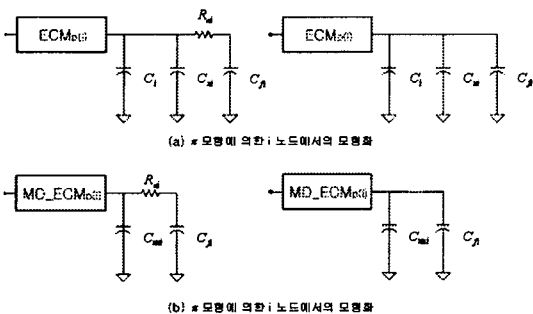 ECM_D(i) R_si ECM_D(i)
C_i C_si C_fi C_i C_si C_fi
(a) π 모형에 의한 i 노드에서의 모형화
MD_ECM_D(i) R_si MD_ECM_D(i)
C_fi C_fi
(b) π 모형에 의한 i 노드에서의 모형화